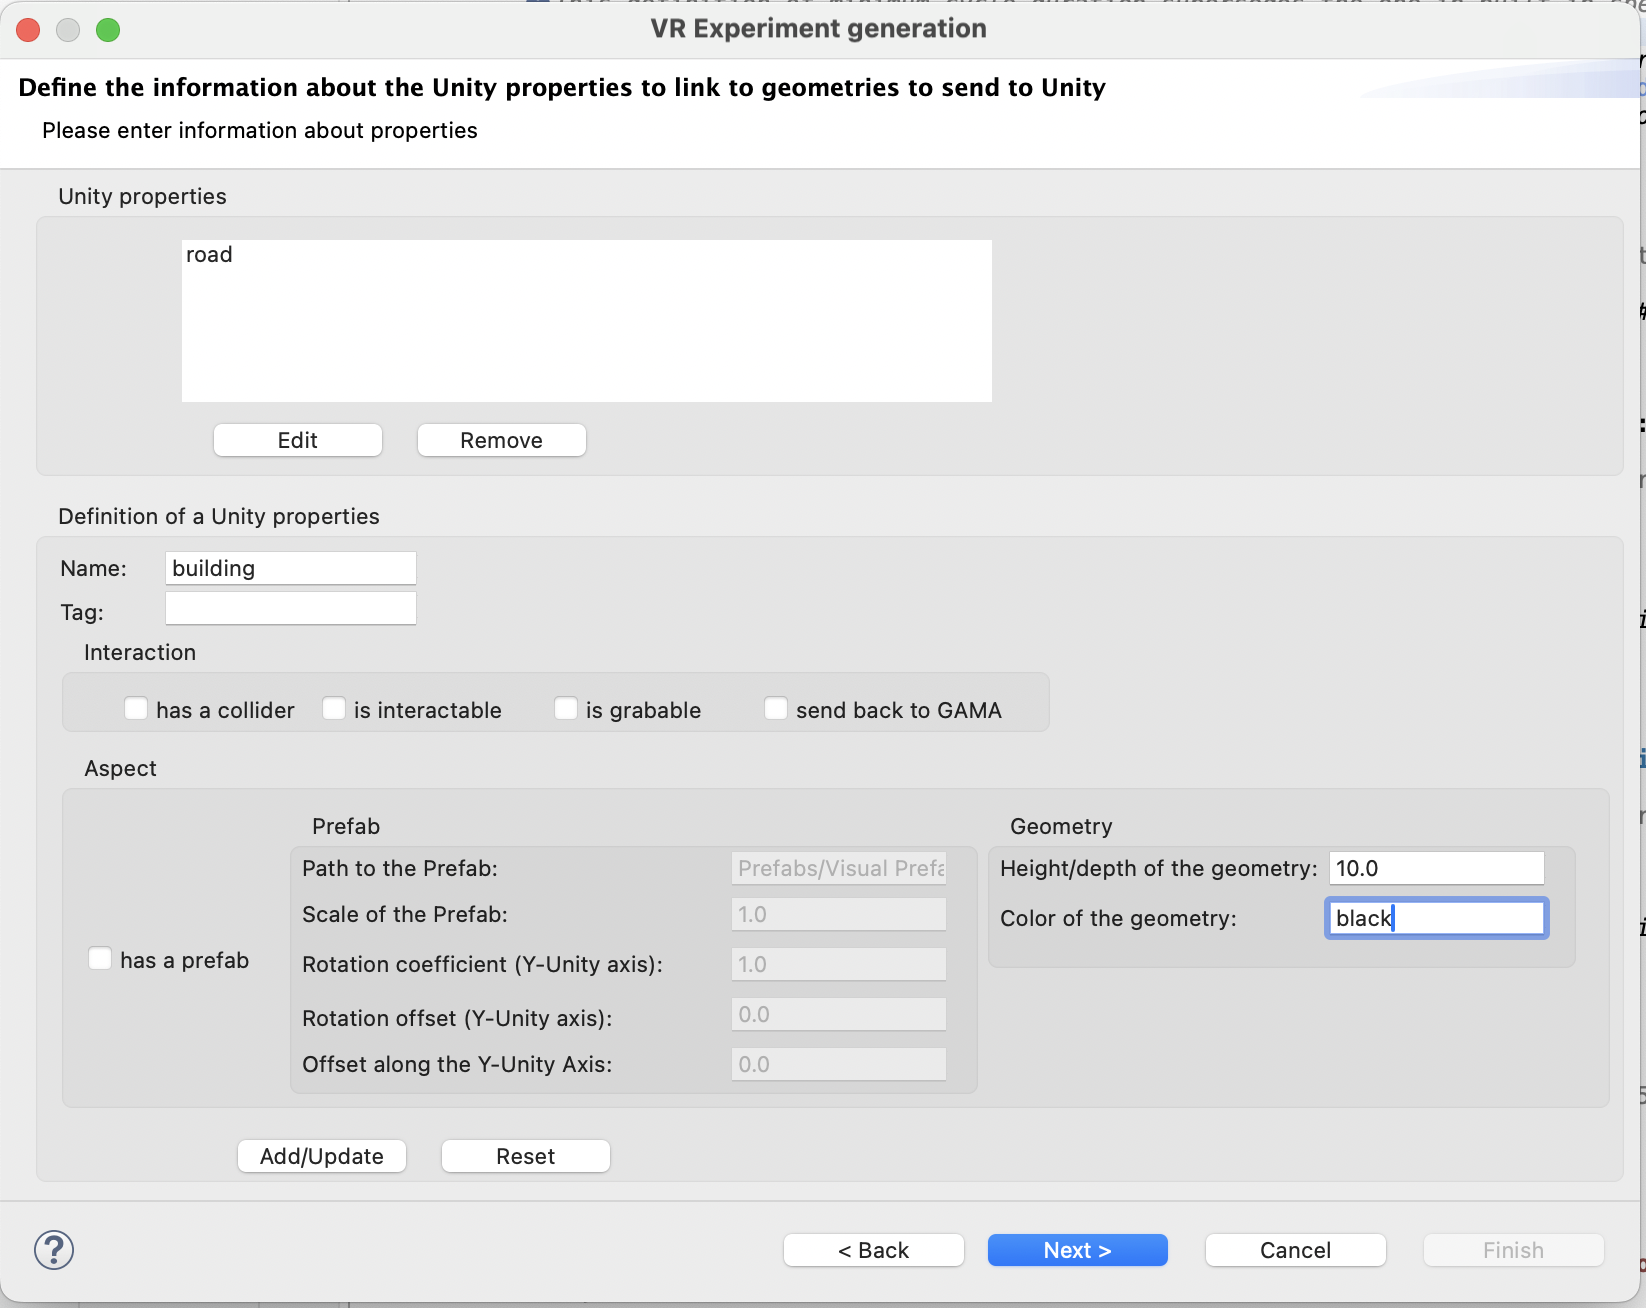 VR Experiment generation
Define the information about the Unity properties to link to geometries to send to Unity
Please enter information about properties
Unity properties
road
Edit Remove
Definition of a Unity properties
Name: building
Tag:
Interaction
has a collider is interactable is grabable send back to GAMA
Aspect
Prefab Geometry
Path to the Prefab: Prefabs/Visual Height/depth of the geometry: 10.0
Scale of the Prefab: 1.0 Color of the geometry: black
has a prefab Rotation coefficient (Y-Unity axis): 1.0
Rotation offset (Y-Unity axis): 0.0
Offset along the Y-Unity Axis: 0.0
Add/Update Reset
? < Back Next > Cancel Finish